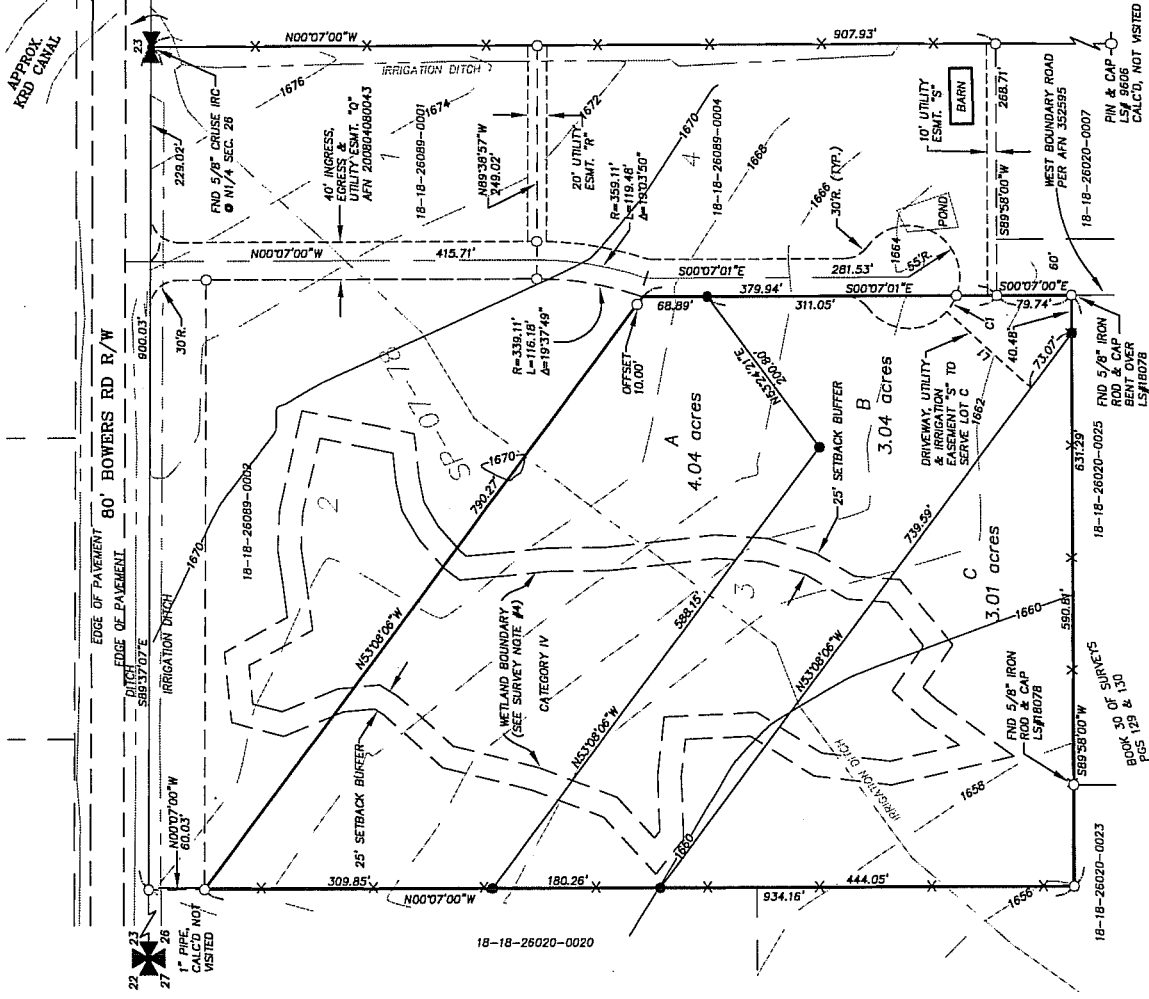 APPROX.
KRD CANAL
EDGE OF PAVEMENT
80' BOWERS RD R/W
EDGE OF PAVEMENT
DITCH
S89'37'07"E
IRRIGATION DITCH
900.03'
229.02'
23
22
23
27
26
1" PIPE,
CALC'D NOT
VISITED
N00'07'00"W
60.03'
FND 5/8" CRUSE IRC
@ N1/4 SEC. 26
30'R.
40' INGRESS,
EGRESS &
UTILITY ESMT. "Q"
AFN 200804080043
N00'07'00"W
907.93'
IRRIGATION DITCH
1676
1674
1672
1670
1668
1666
1664
1
18-18-26089-0001
N00'07'00"W
415.71'
N89'38'57"W
249.02'
20' UTILITY
ESMT. "R"
R=359.11'
L=119.48'
Δ=19'03'50"
4
18-18-26089-0004
30'R. (TYP.)
POND
55'R.
10' UTILITY
ESMT. "S"
BARN
268.71'
S89'58'00"W
WEST BOUNDARY ROAD
PER AFN 352595
18-18-26020-0007
PIN & CAP
LS# 9606
CALC'D, NOT VISITED
R=339.11'
L=116.18'
Δ=19'37'49"
OFFSET
10.00'
S00'07'01"E
281.53'
68.89'
379.94'
311.05'
S00'07'01"E
S00'07'00"E
79.74'
60'
C1
L1
40.48'
73.07'
FND 5/8" IRON
ROD & CAP
BENT OVER
LS#18078
1670
18-18-26089-0002
2
SP-07-78
1670
790.27'
N53'08'06"W
A
4.04 acres
N63'24'21"E
200.80'
B
3.04 acres
DRIVEWAY, UTILITY
& IRRIGATION
EASEMENT "S" TO
SERVE LOT C
1662
25' SETBACK BUFFER
WETLAND BOUNDARY
(SEE SURVEY NOTE #4)
CATEGORY IV
25' SETBACK BUFFER
588.15'
N53'08'06"W
3
739.59'
N53'08'06"W
C
3.01 acres
1660
1660
1658
1656
IRRIGATION DITCH
FND 5/8" IRON
ROD & CAP
LS#18078
631.29'
590.81'
S89'58'00"W
18-18-26020-0025
BOOK 30 OF SURVEYS
PGS 129 & 130
309.85'
N00'07'00"W
180.26'
444.05'
934.16'
18-18-26020-0020
18-18-26020-0023